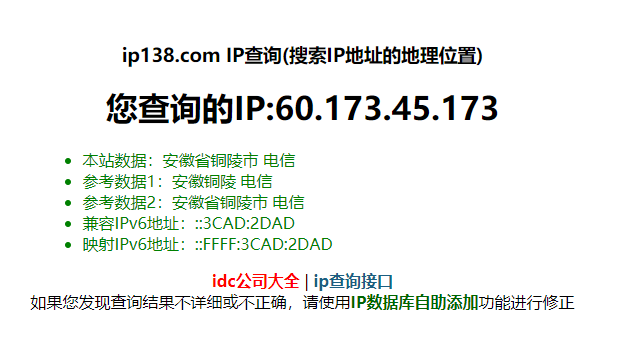 ip138.com IP查询(搜索IP地址的地理位置)
您查询的IP:60.173.45.173
本站数据：安徽省铜陵市 电信
参考数据1：安徽铜陵 电信
参考数据2：安徽省铜陵市 电信
兼容IPv6地址：::3CAD:2DAD
映射IPv6地址：::FFFF:3CAD:2DAD
idc公司大全 | ip查询接口
如果您发现查询结果不详细或不正确，请使用IP数据库自助添加功能进行修正